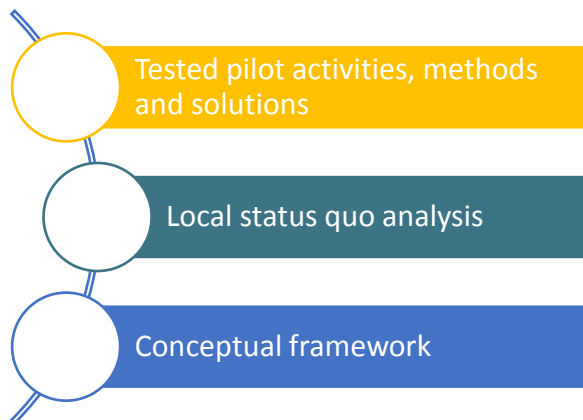 Tested pilot activities, methods
and solutions
Local status quo analysis
Conceptual framework